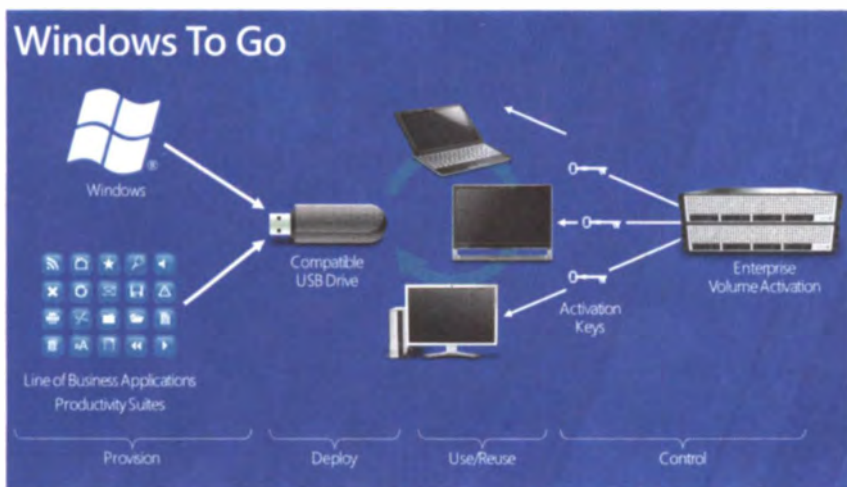 Windows To Go
Windows
®
Compatible
USB Drive
Line of Business Applications
Productivity Suites
Activation
Keys
Enterprise
Volume Activation
Provision
Deploy
Use/Reuse
Control